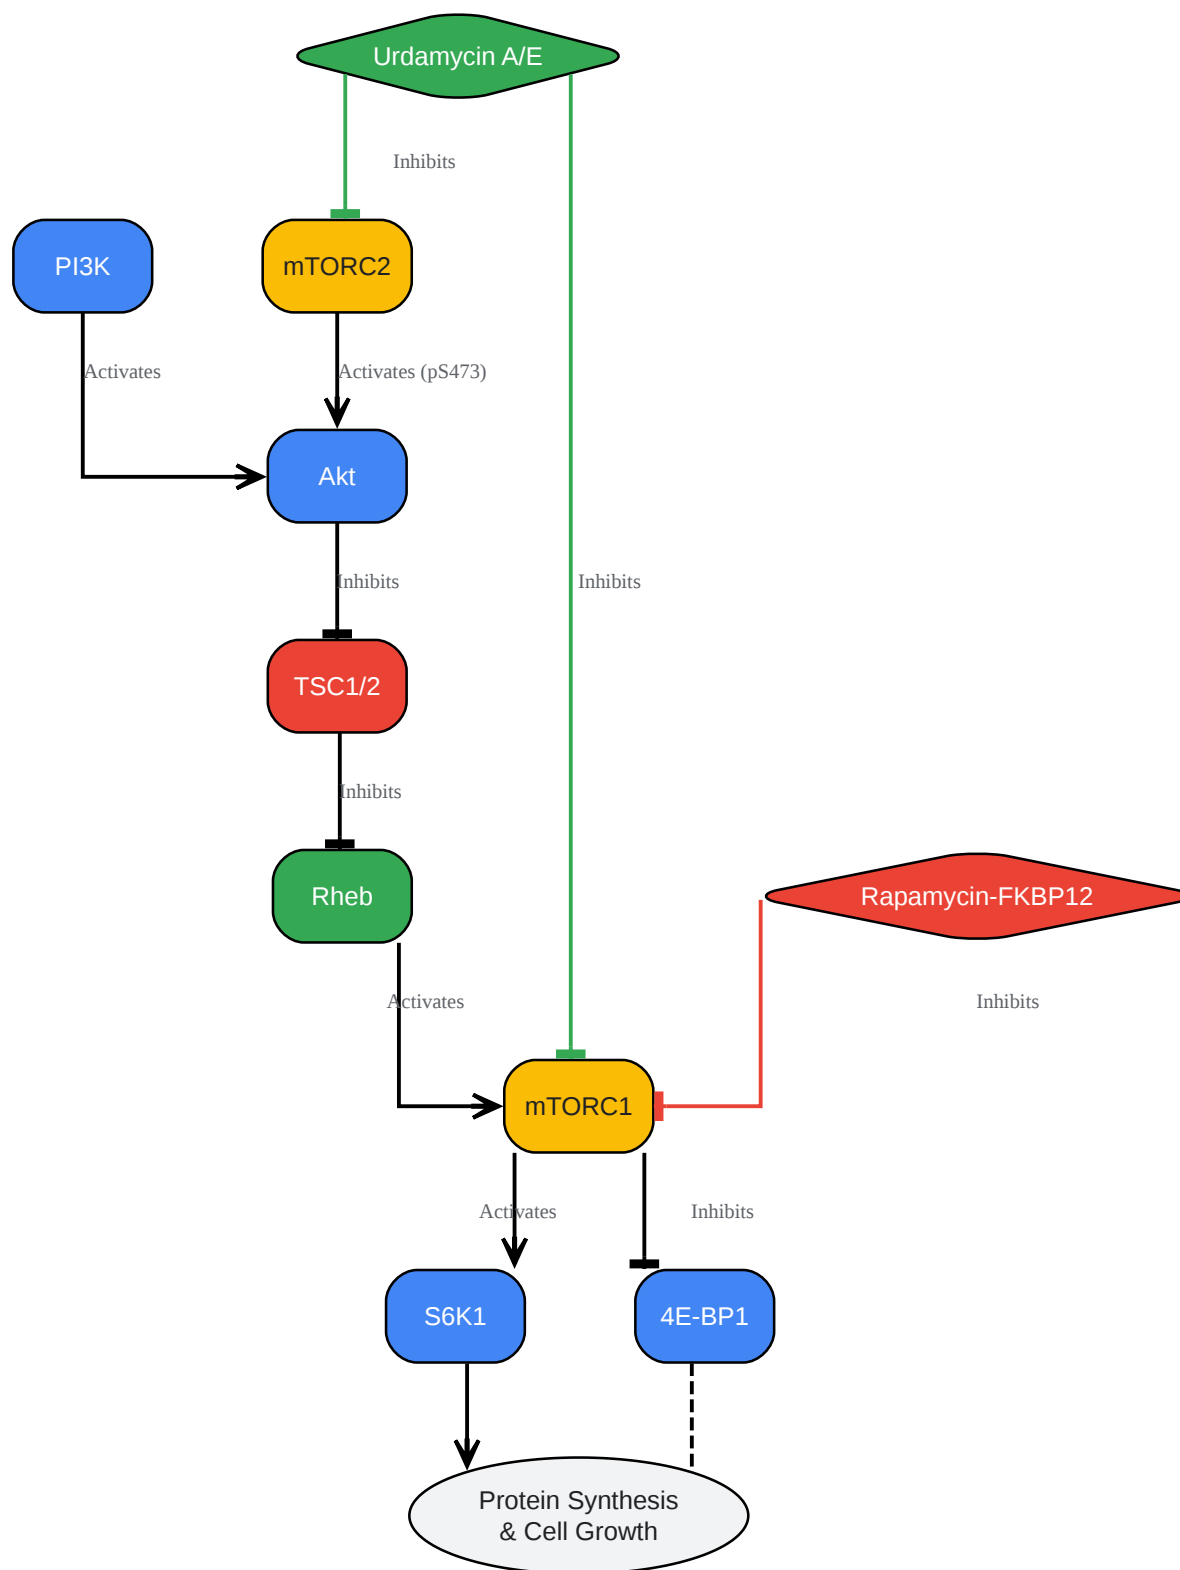 Urdamycin A/E
Inhibits
PI3K
mTORC2
Activates
Activates (pS473)
Akt
Inhibits
Inhibits
TSC1/2
Inhibits
Rheb
Rapamycin-FKBP12
Activates
Inhibits
mTORC1
Activates
Inhibits
S6K1
4E-BP1
Protein Synthesis
& Cell Growth